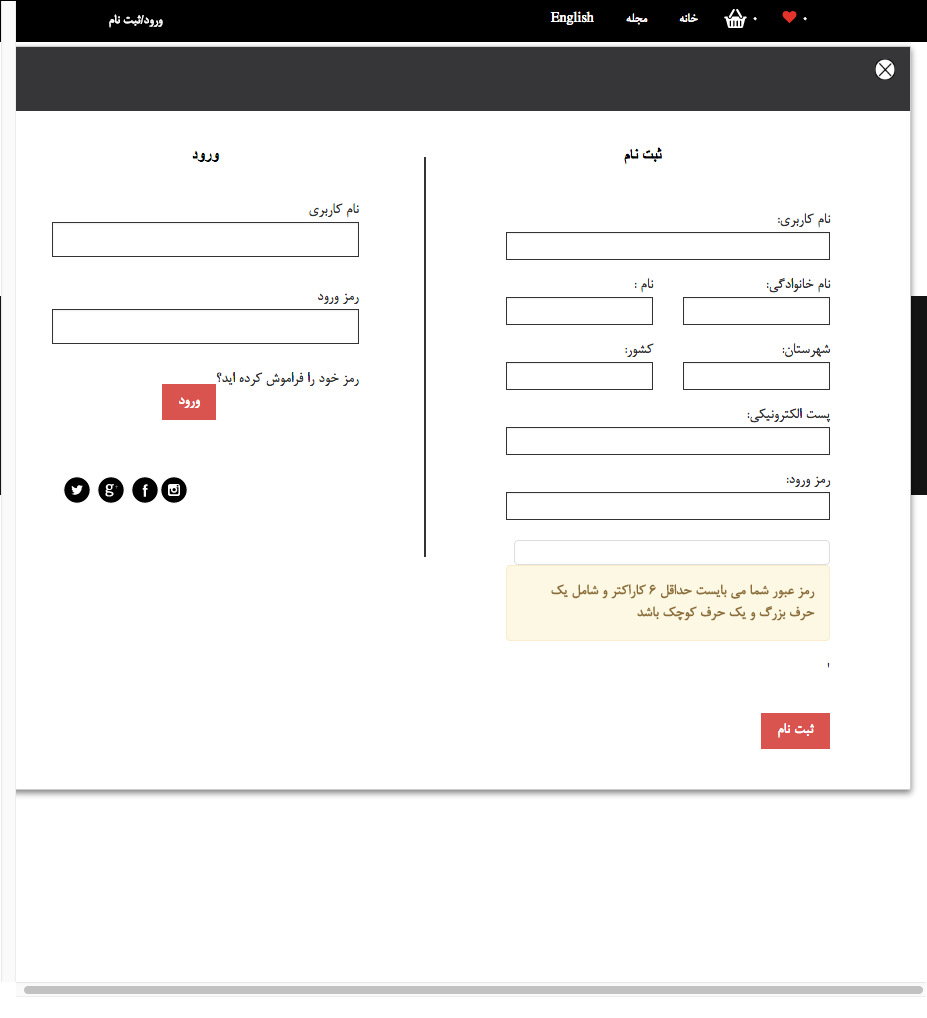 ۰
۰
خانه
مجله
English
ورود/ثبت نام
ثبت نام
نام کاربری:
نام خانوادگی:
نام :
شهرستان:
کشور:
پست الکترونیکی:
رمز ورود:
رمز عبور شما می بایست حداقل ۶ کاراکتر و شامل یک
حرف بزرگ و یک حرف کوچک باشد
'
ثبت نام
ورود
نام کاربری
رمز ورود
رمز خود را فراموش کرده اید؟
ورود